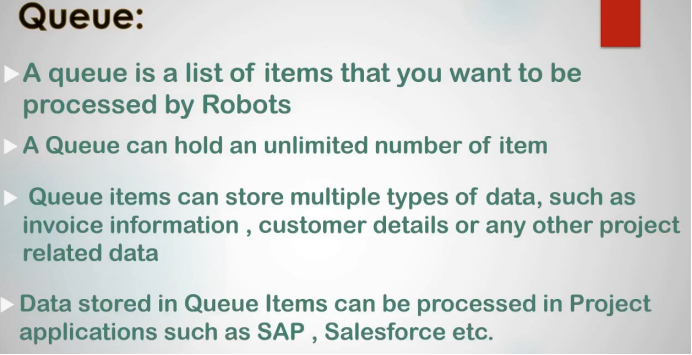 Queue:
A queue is a list of items that you want to be
processed by Robots
A Queue can hold an unlimited number of item
Queue items can store multiple types of data, such as
invoice information , customer details or any other project
related data
Data stored in Queue Items can be processed in Project
applications such as SAP , Salesforce etc.